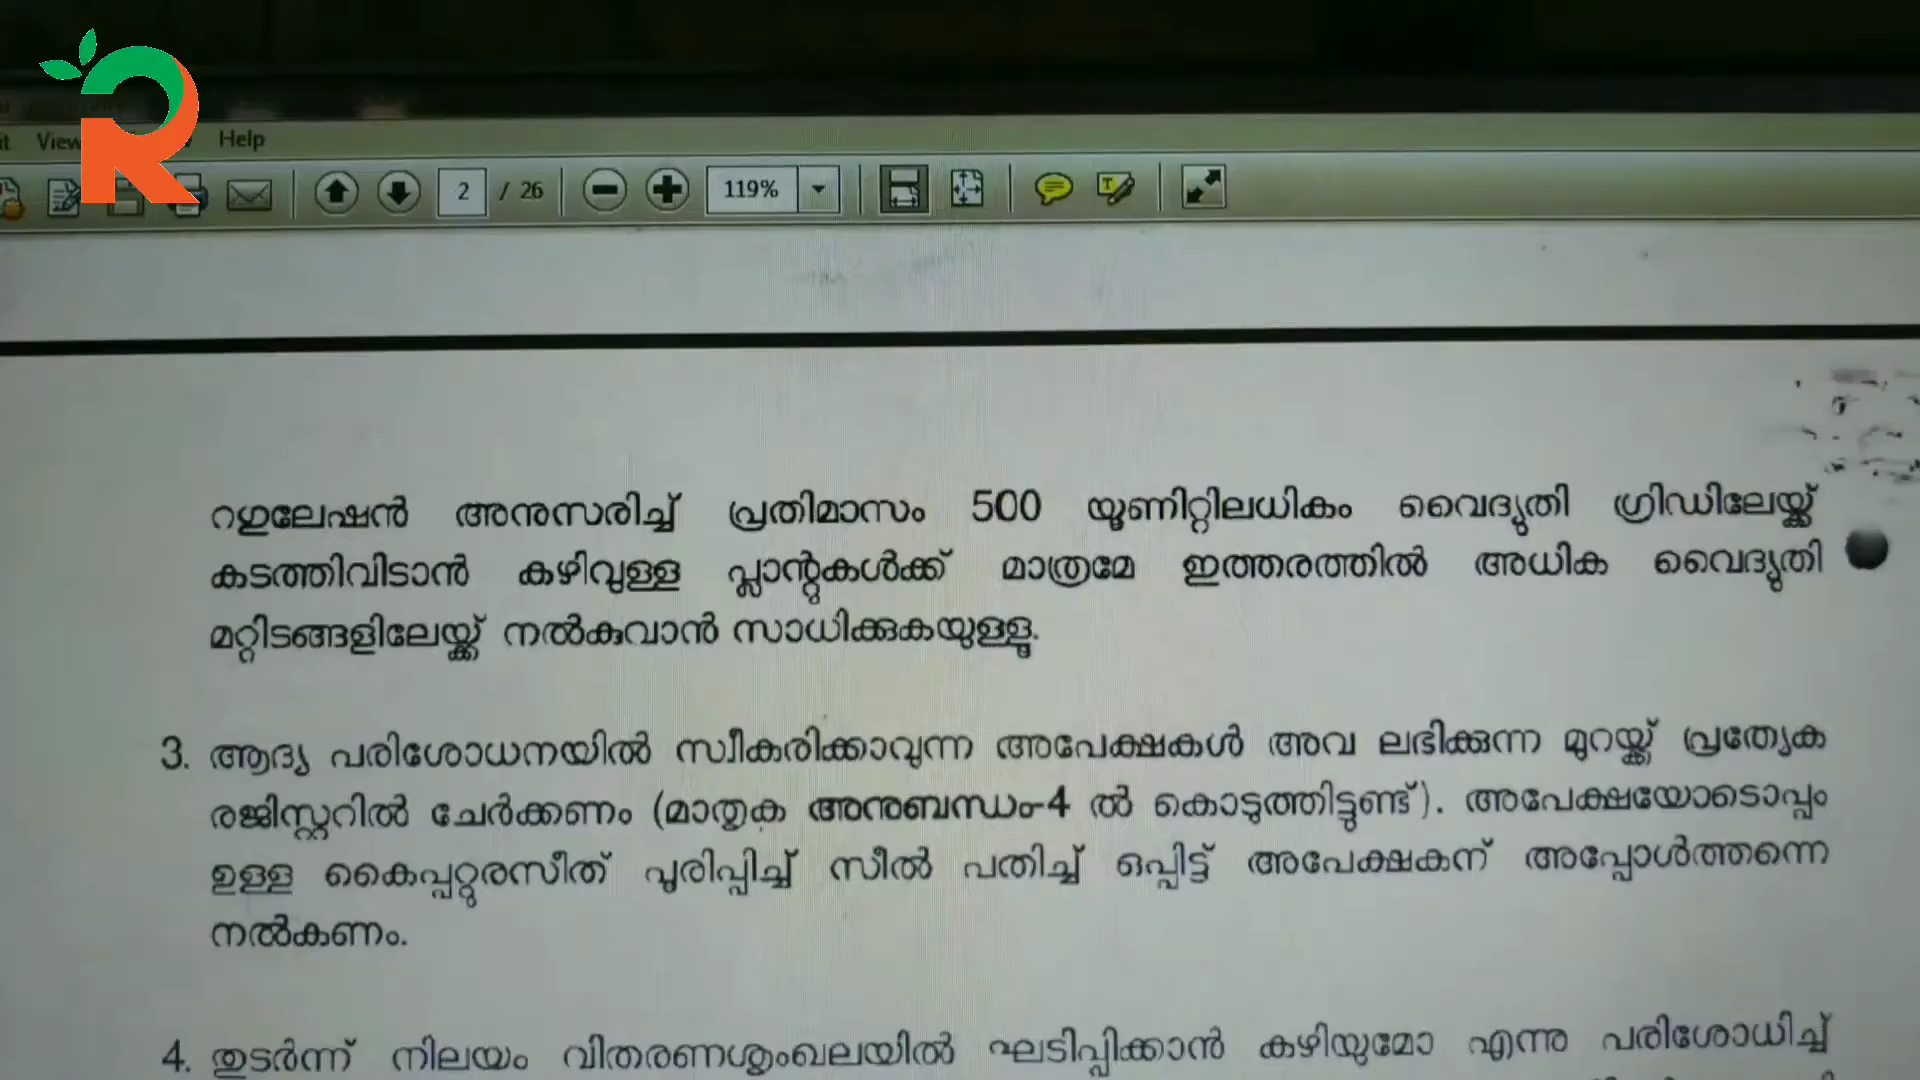 View
Help
2 / 26
119%
റഗുലേഷൻ അനുസരിച്ച് പ്രതിമാസം 500 യൂണിറ്റിലധികം വൈദ്യുതി ഗ്രിഡിലേയ്ക്ക്
കടത്തിവിടാൻ കഴിവുള്ള പ്ലാന്റുകൾക്ക് മാത്രമേ ഇത്തരത്തിൽ അധിക വൈദ്യുതി
മറ്റിടങ്ങളിലേയ്ക്ക് നൽകുവാൻ സാധിക്കുകയുള്ളൂ.
3. ആദ്യ പരിശോധനയിൽ സ്വീകരിക്കാവുന്ന അപേക്ഷകൾ അവ ലഭിക്കുന്ന മുറയ്ക്ക് പ്രത്യേക
രജിസ്റ്ററിൽ ചേർക്കണം (മാതൃക അനുബന്ധം-4 ൽ കൊടുത്തിട്ടുണ്ട്). അപേക്ഷയോടൊപ്പം
ഉള്ള കൈപ്പറ്റുരസീത് പൂരിപ്പിച്ച് സീൽ പതിച്ച് ഒപ്പിട്ട് അപേക്ഷകന് അപ്പോൾത്തന്നെ
നൽകണം.
4. തുടർന്ന് നിലയം വിതരണശൃംഖലയിൽ ഘടിപ്പിക്കാൻ കഴിയുമോ എന്നു പരിശോധിച്ച്